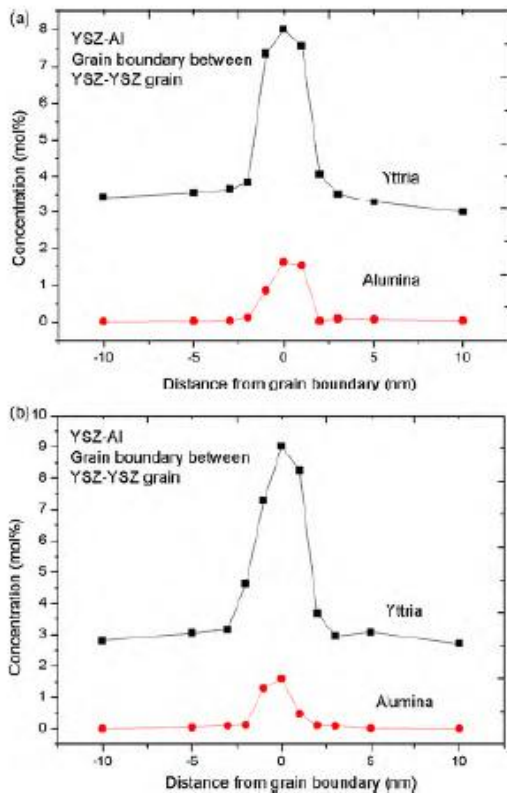 (a)
YSZ-Al
Grain boundary between
YSZ-YSZ grain
Yttria
Alumina
Concentration (mol%)
8
7
6
5
4
3
2
1
0
-10
-5
0
5
10
Distance from grain boundary (nm)
(b)
YSZ-Al
Grain boundary between
YSZ-YSZ grain
Yttria
Alumina
Concentration (mol%)
10
9
8
7
6
5
4
3
2
1
0
-10
-5
0
5
10
Distance from grain boundary (nm)